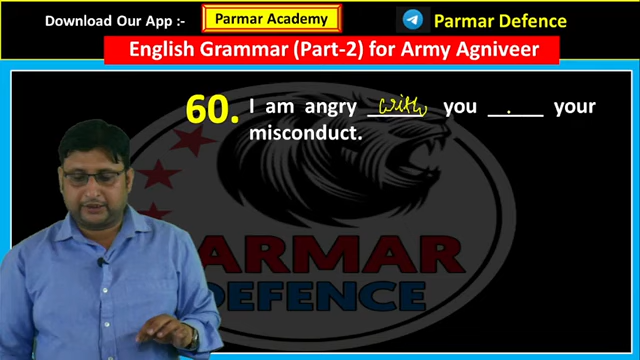 Download Our App :- Parmar Academy Parmar Defence
English Grammar (Part-2) for Army Agniveer
60. I am angry with you ____ your
misconduct.
PARMAR
DEFENCE